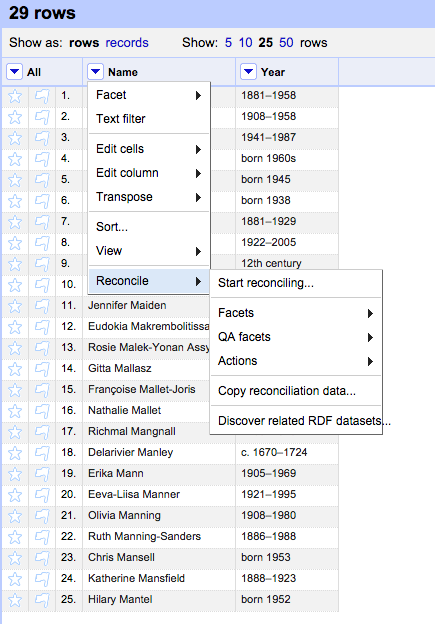 29 rows
Show as: rows records Show: 5 10 25 50 rows
All Name Year
1. 1881–1958
2. 1908–1958
3. 1941–1987
4. born 1960s
5. born 1945
6. born 1938
7. 1881–1929
8. 1922–2005
9. 12th century
10.
Facet
Text filter
Edit cells
Edit column
Transpose
Sort...
View
Reconcile
Start reconciling...
Facets
QA facets
Actions
Copy reconciliation data...
Discover related RDF datasets...
11. Jennifer Maiden
12. Eudokia Makrembolitissa
13. Rosie Malek-Yonan Assy
14. Gitta Mallasz
15. Françoise Mallet-Joris
16. Nathalie Mallet
17. Richmal Mangnall
18. Delarivier Manley c. 1670–1724
19. Erika Mann 1905–1969
20. Eeva-Liisa Manner 1921–1995
21. Olivia Manning 1908–1980
22. Ruth Manning-Sanders 1886–1988
23. Chris Mansell born 1953
24. Katherine Mansfield 1888–1923
25. Hilary Mantel born 1952